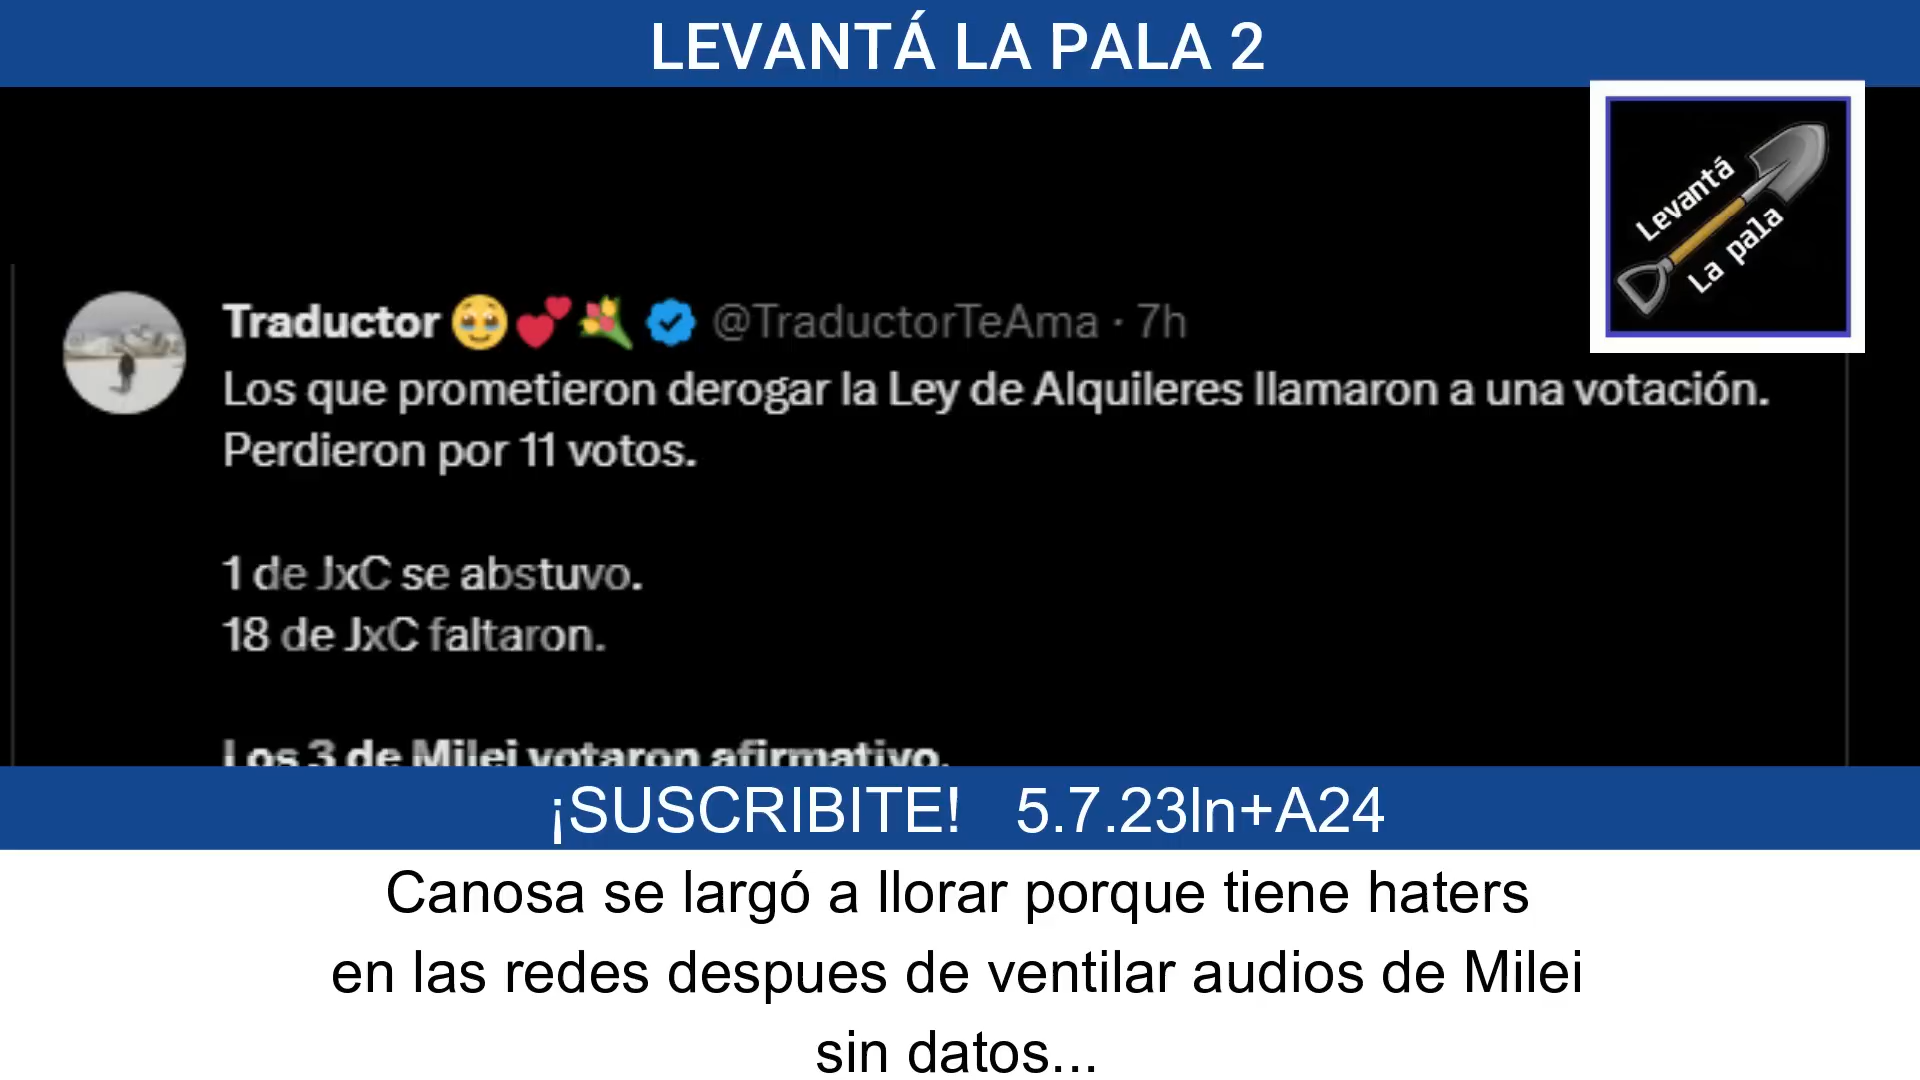 LEVANTÁ LA PALA 2
Levantá
La pala
Traductor @TraductorTeAma · 7h
Los que prometieron derogar la Ley de Alquileres llamaron a una votación.
Perdieron por 11 votos.
1 de JxC se abstuvo.
18 de JxC faltaron.
Los 3 de Milei votaron afirmativo.
¡SUSCRIBITE! 5.7.23ln+A24
Canosa se largó a llorar porque tiene haters
en las redes despues de ventilar audios de Milei
sin datos...